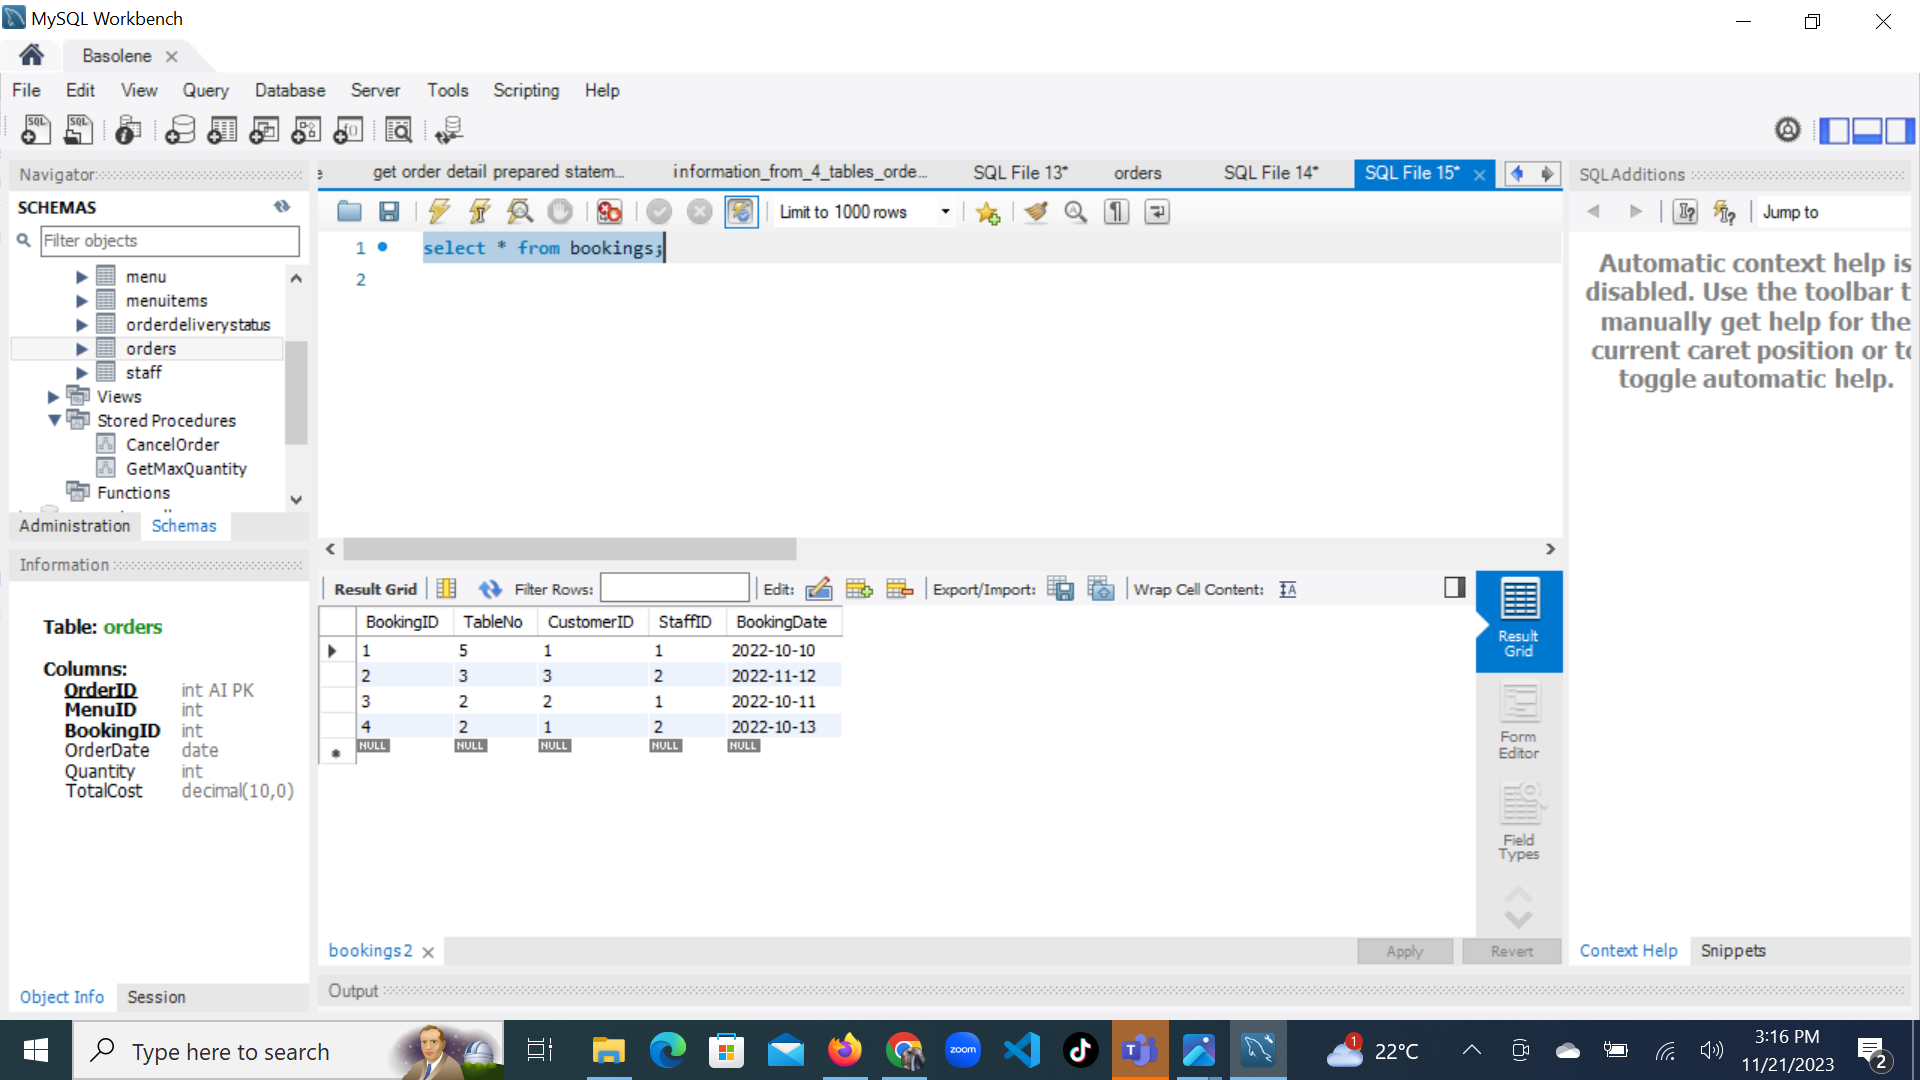 MySQL Workbench
Basolene
File Edit View Query Database Server Tools Scripting Help
Navigator
SCHEMAS
Filter objects
menu
menuitems
orderdeliverystatus
orders
staff
Views
Stored Procedures
CancelOrder
GetMaxQuantity
Functions
Administration Schemas
Information
Table: orders
Columns:
OrderID int AI PK
MenuID int
BookingID int
OrderDate date
Quantity int
TotalCost decimal(10,0)
Object Info Session
e get order detail prepared statem... information_from_4_tables_orde... SQL File 13* orders SQL File 14* SQL File 15*
Limit to 1000 rows
1 select * from bookings;
2
Result Grid Filter Rows: Edit: Export/Import: Wrap Cell Content:
BookingID TableNo CustomerID StaffID BookingDate
1 5 1 1 2022-10-10
2 3 3 2 2022-11-12
3 2 2 1 2022-10-11
4 2 1 2 2022-10-13
NULL NULL NULL NULL NULL
Result
Grid
Form
Editor
Field
Types
bookings2
Apply Revert
Output
SQLAdditions
Jump to
Automatic context help is
disabled. Use the toolbar t
manually get help for the
current caret position or to
toggle automatic help.
Context Help Snippets
Type here to search
zoom
1
22°C
3:16 PM
11/21/2023
2